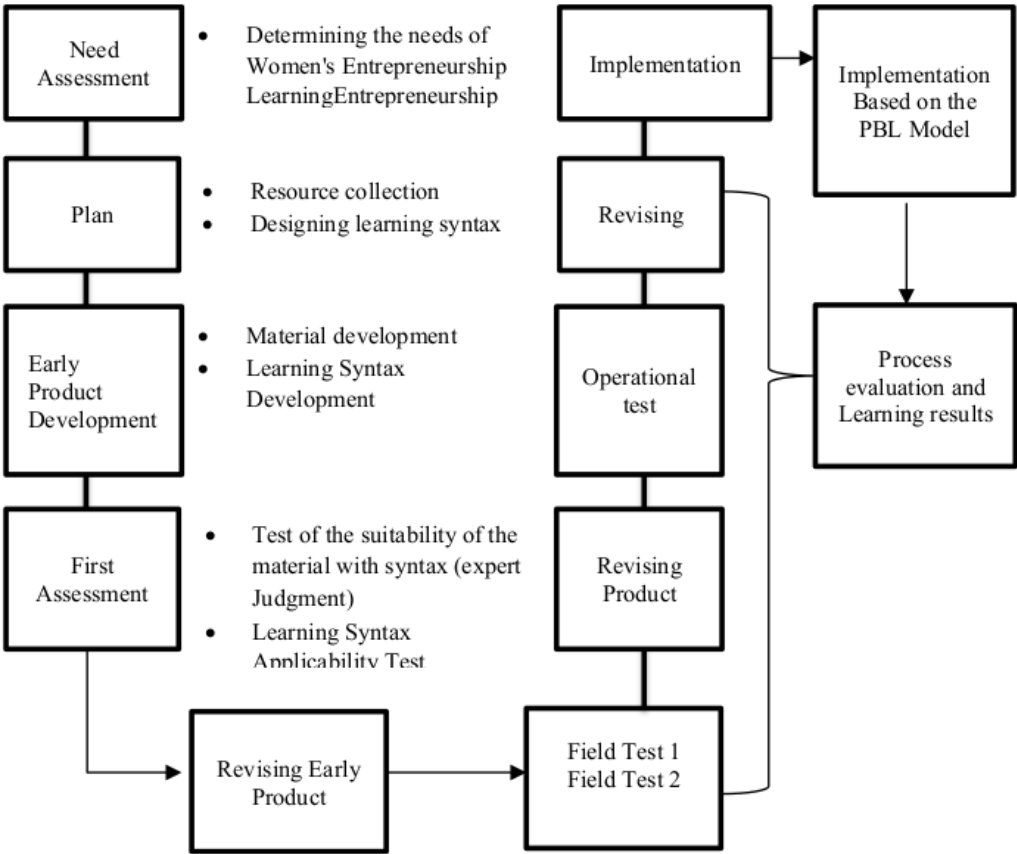 Need
Assessment
• Determining the needs of
Women's Entrepreneurship
LearningEntrepreneurship
Plan
• Resource collection
• Designing learning syntax
Early
Product
Development
• Material development
• Learning Syntax
Development
First
Assessment
• Test of the suitability of the
material with syntax (expert
Judgment)
• Learning Syntax
Applicability Test
Revising Early
Product
Field Test 1
Field Test 2
Revising
Product
Operational
test
Revising
Implementation
Implementation
Based on the
PBL Model
Process
evaluation and
Learning results